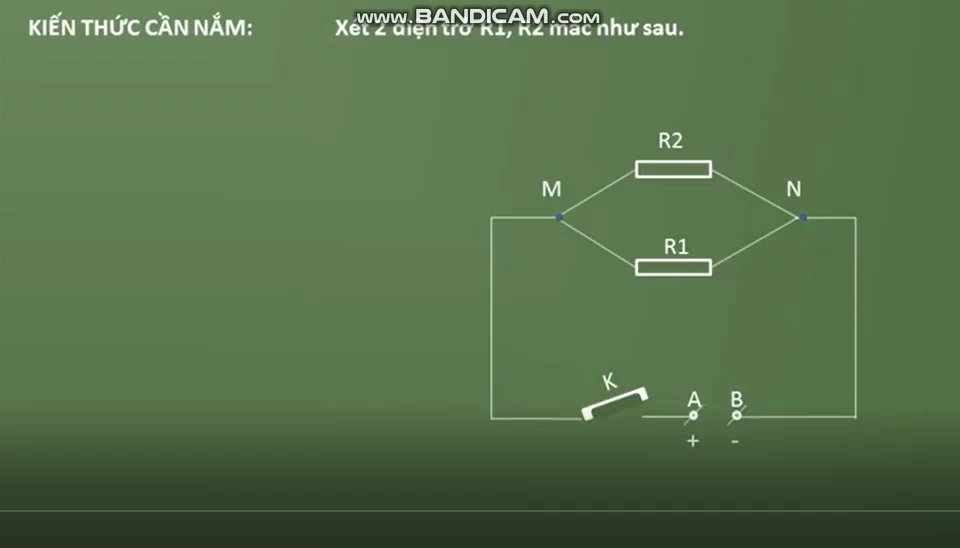 www.BANDICAM.com
KIẾN THỨC CẦN NẮM: Xét 2 điện trở R1, R2 mắc như sau.
R2
M N
R1
K
A B
+ -